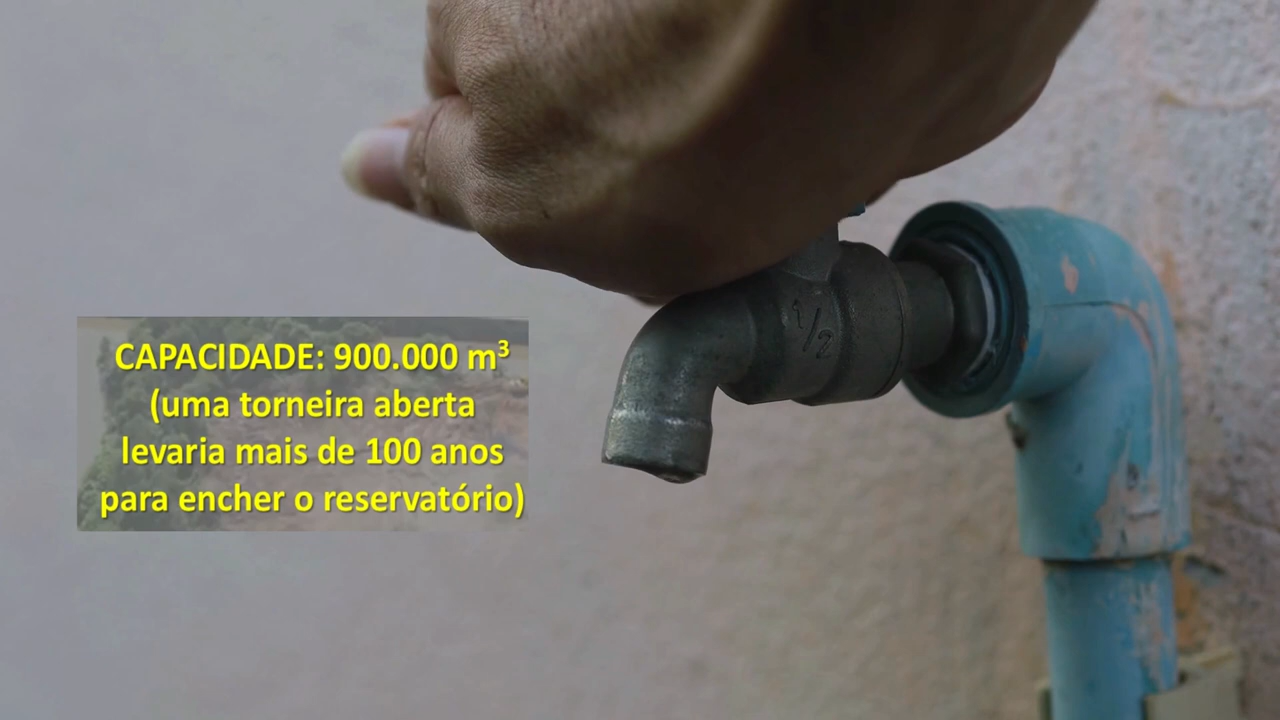 CAPACIDADE: 900.000 m³
(uma torneira aberta
levaria mais de 100 anos
para encher o reservatório)
1/2